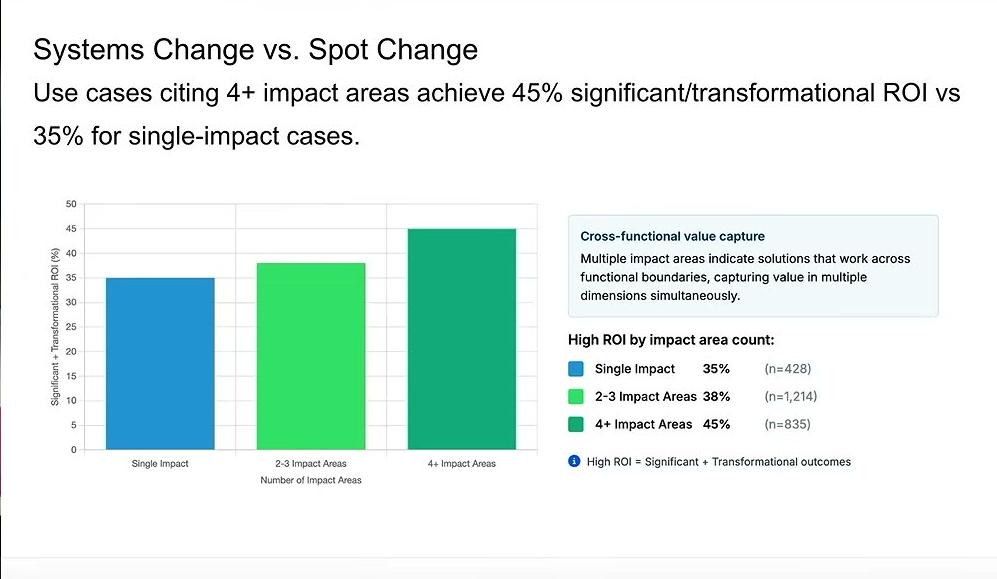 Systems Change vs. Spot Change
Use cases citing 4+ impact areas achieve 45% significant/transformational ROI vs
35% for single-impact cases.
Significant + Transformational ROI (%)
50
45
40
35
30
25
20
15
10
5
0
Single Impact
2-3 Impact Areas
4+ Impact Areas
Number of Impact Areas
Cross-functional value capture
Multiple impact areas indicate solutions that work across
functional boundaries, capturing value in multiple
dimensions simultaneously.
High ROI by impact area count:
Single Impact 35% (n=428)
2-3 Impact Areas 38% (n=1,214)
4+ Impact Areas 45% (n=835)
i High ROI = Significant + Transformational outcomes